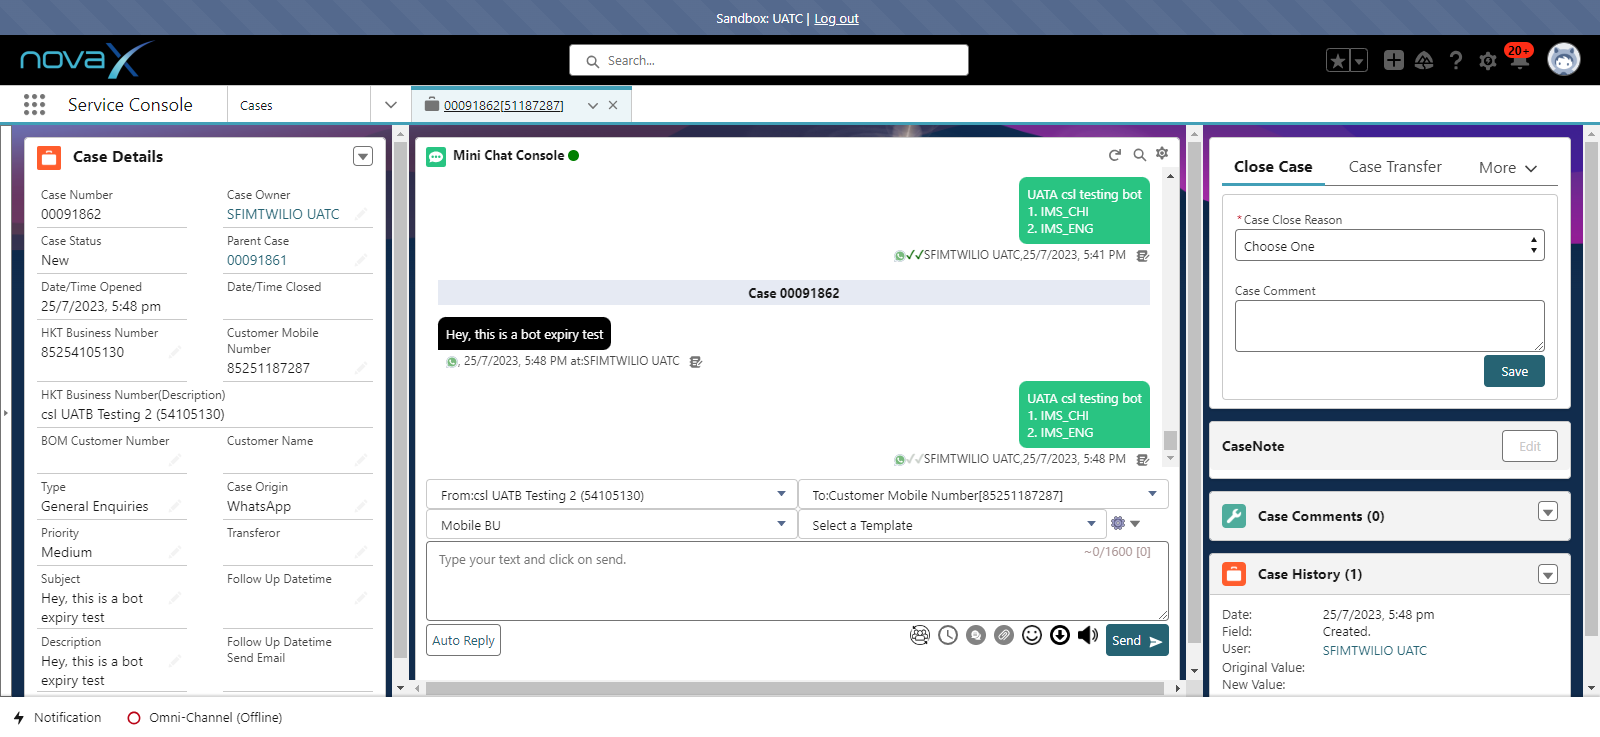 Sandbox: UATC | Log out
novaX
Search...
20+
Service Console
Cases
00091862[51187287]
Case Details
Case Number
00091862
Case Owner
SFIMTWILIO UATC
Case Status
New
Parent Case
00091861
Date/Time Opened
25/7/2023, 5:48 pm
Date/Time Closed
HKT Business Number
85254105130
Customer Mobile
Number
85251187287
HKT Business Number(Description)
csl UATB Testing 2 (54105130)
BOM Customer Number
Customer Name
Type
General Enquiries
Case Origin
WhatsApp
Priority
Medium
Transferor
Subject
Hey, this is a bot
expiry test
Follow Up Datetime
Description
Hey, this is a bot
expiry test
Follow Up Datetime
Send Email
Mini Chat Console
UATA csl testing bot
1. IMS_CHI
2. IMS_ENG
SFIMTWILIO UATC,25/7/2023, 5:41 PM
Case 00091862
Hey, this is a bot expiry test
, 25/7/2023, 5:48 PM at:SFIMTWILIO UATC
UATA csl testing bot
1. IMS_CHI
2. IMS_ENG
SFIMTWILIO UATC,25/7/2023, 5:48 PM
From:csl UATB Testing 2 (54105130)
To:Customer Mobile Number[85251187287]
Mobile BU
Select a Template
Type your text and click on send.
~0/1600 [0]
Auto Reply
Send
Close Case
Case Transfer
More
*Case Close Reason
Choose One
Case Comment
Save
CaseNote
Edit
Case Comments (0)
Case History (1)
Date: 25/7/2023, 5:48 pm
Field: Created.
User: SFIMTWILIO UATC
Original Value:
New Value:
Notification
Omni-Channel (Offline)